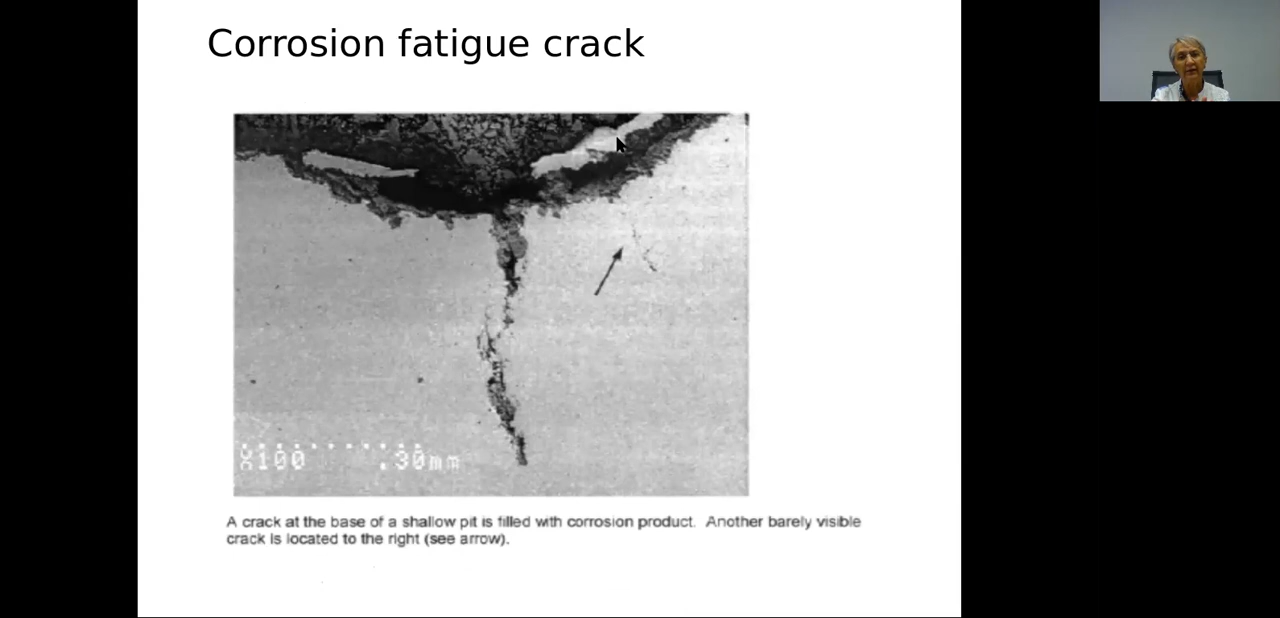 Corrosion fatigue crack
X100 .30mm
A crack at the base of a shallow pit is filled with corrosion product. Another barely visible
crack is located to the right (see arrow).